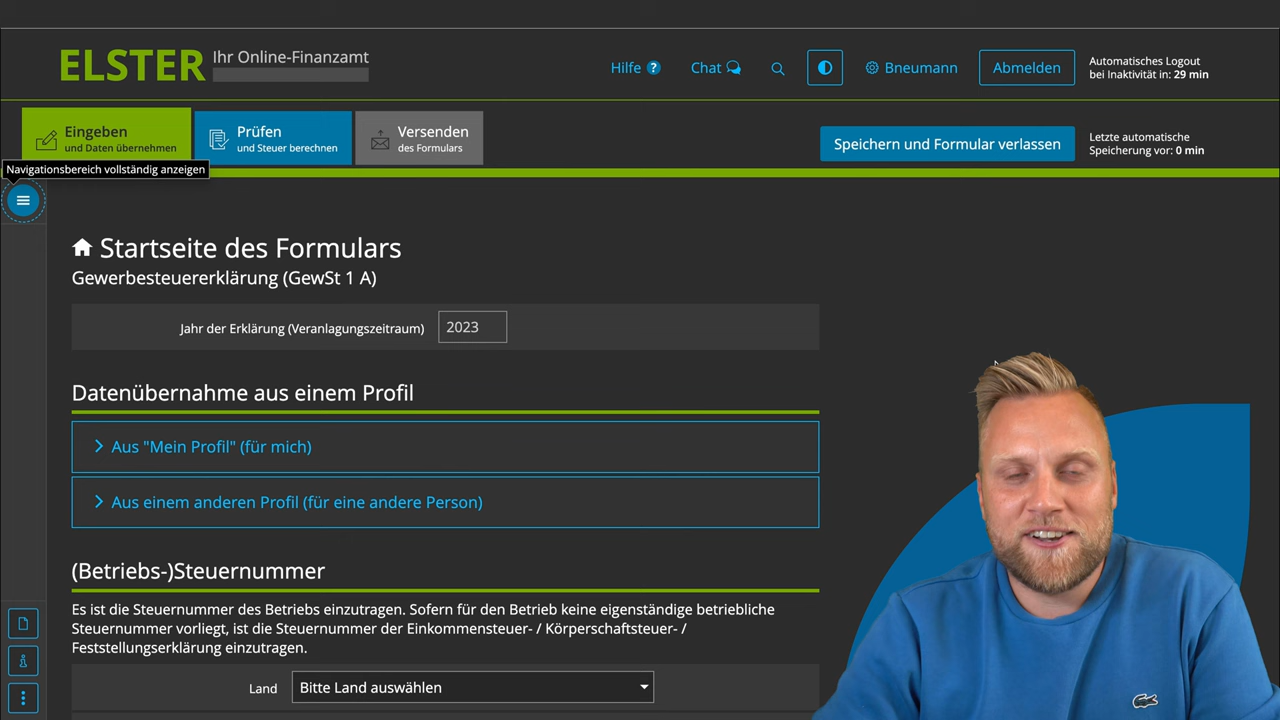 ELSTER Ihr Online-Finanzamt
Hilfe ?
Chat
Bneumann
Abmelden
Automatisches Logout
bei Inaktivität in: 29 min
Eingeben
und Daten übernehmen
Prüfen
und Steuer berechnen
Versenden
des Formulars
Speichern und Formular verlassen
Letzte automatische
Speicherung vor: 0 min
Navigationsbereich vollständig anzeigen
Startseite des Formulars
Gewerbesteuererklärung (GewSt 1 A)
Jahr der Erklärung (Veranlagungszeitraum) 2023
Datenübernahme aus einem Profil
Aus "Mein Profil" (für mich)
Aus einem anderen Profil (für eine andere Person)
(Betriebs-)Steuernummer
Es ist die Steuernummer des Betriebs einzutragen. Sofern für den Betrieb keine eigenständige betriebliche
Steuernummer vorliegt, ist die Steuernummer der Einkommensteuer- / Körperschaftsteuer- /
Feststellungserklärung einzutragen.
Land Bitte Land auswählen